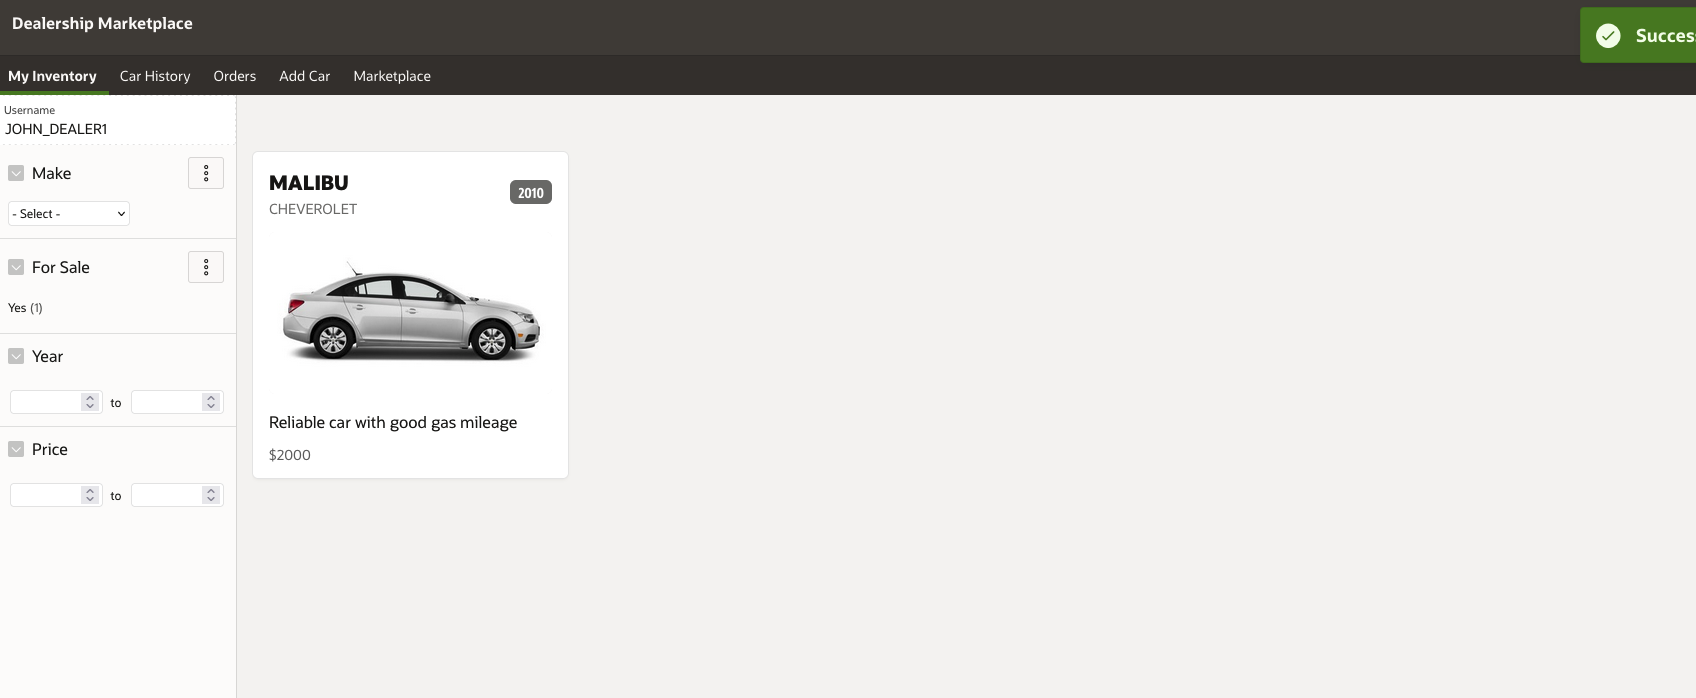 Dealership Marketplace
My Inventory Car History Orders Add Car Marketplace
Username
JOHN_DEALER1
Make
- Select -
For Sale
Yes (1)
Year
to
Price
to
MALIBU
2010
CHEVEROLET
Reliable car with good gas mileage
$2000